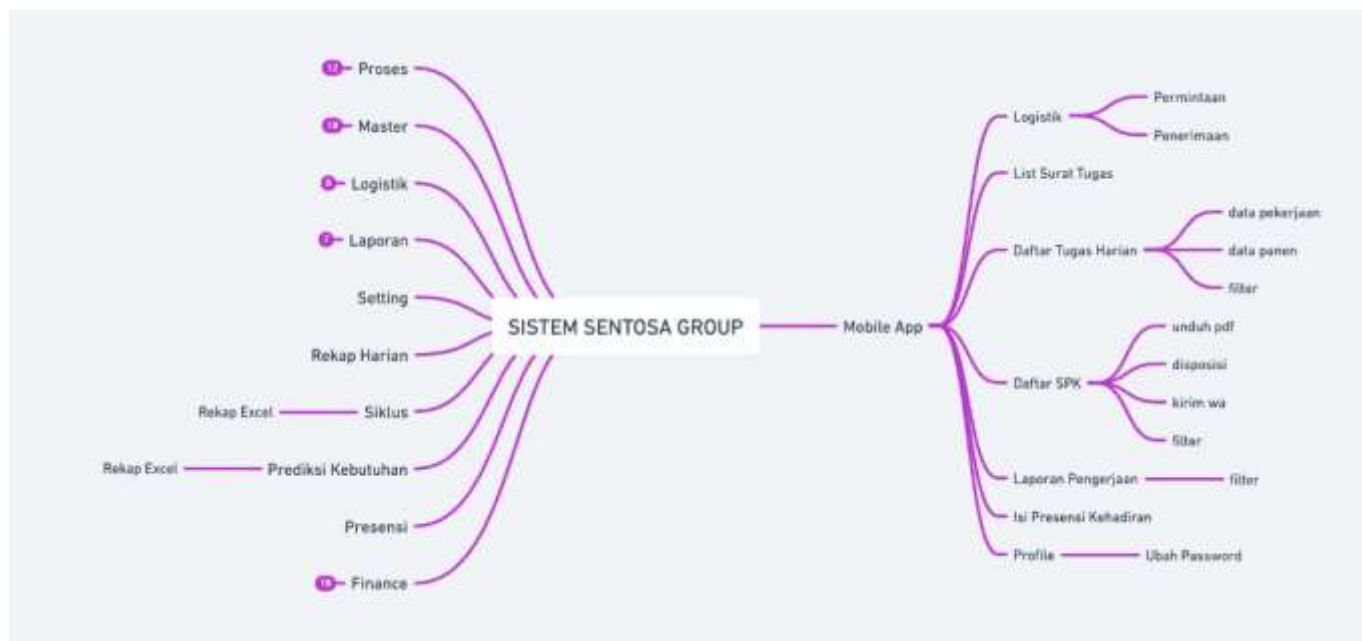 Proses
Master
Logistik
Laporan
Setting
Rekap Harian
Rekap Excel
Siklus
Rekap Excel
Prediksi Kebutuhan
Presensi
Finance
SISTEM SENTOSA GROUP
Mobile App
Logistik
Permintaan
Penerimaan
List Surat Tugas
Daftar Tugas Harian
data pekerjaan
data panen
filter
Daftar SPK
unduh pdf
disposisi
kirim wa
filter
Laporan Pengerjaan
filter
Isi Presensi Kehadiran
Profile
Ubah Password